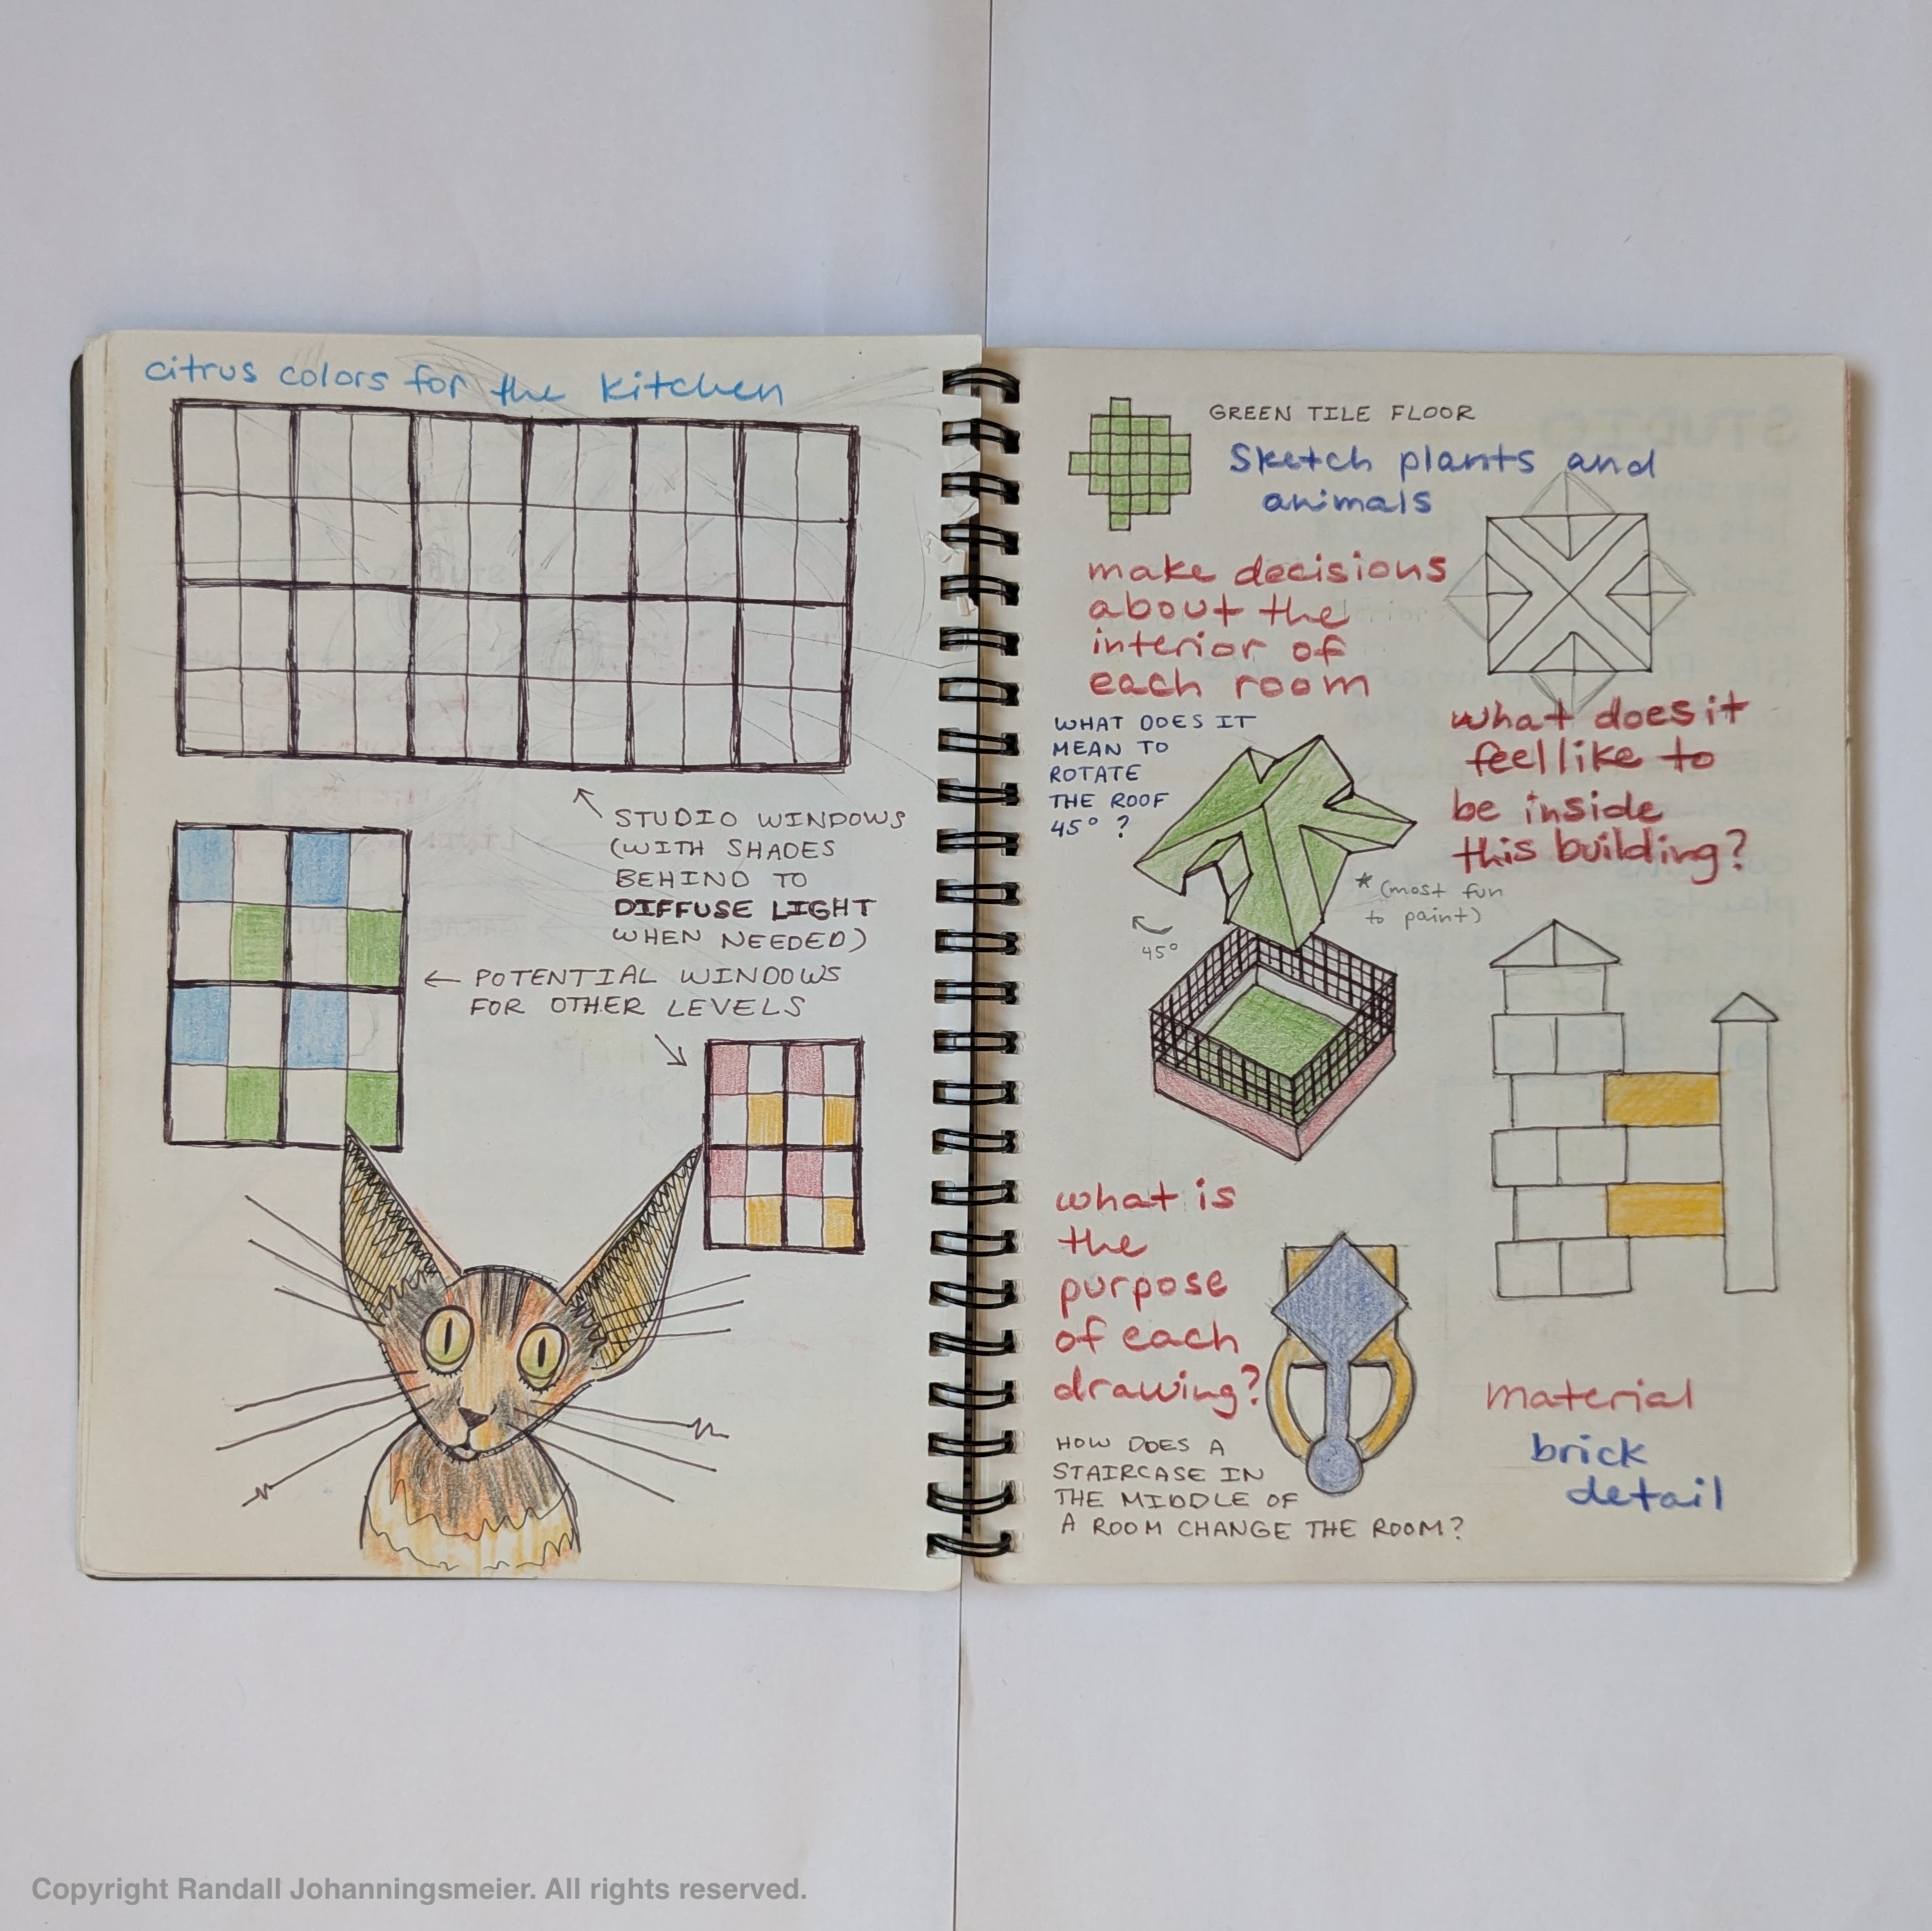 citrus colors for the kitchen
STUDIO WINDOWS
(WITH SHADES
BEHIND TO
DIFFUSE LIGHT
WHEN NEEDED)
← POTENTIAL WINDOWS
FOR OTHER LEVELS
GREEN TILE FLOOR
Sketch plants and
animals
make decisions
about the
interior of
each room
WHAT DOES IT
MEAN TO
ROTATE
THE ROOF
45° ?
what does it
feel like to
be inside
this building?
* (most fun
to paint)
45°
what is
the
purpose
of each
drawing?
HOW DOES A
STAIRCASE IN
THE MIDDLE OF
A ROOM CHANGE THE ROOM?
material
brick
detail
Copyright Randall Johanningsmeier. All rights reserved.